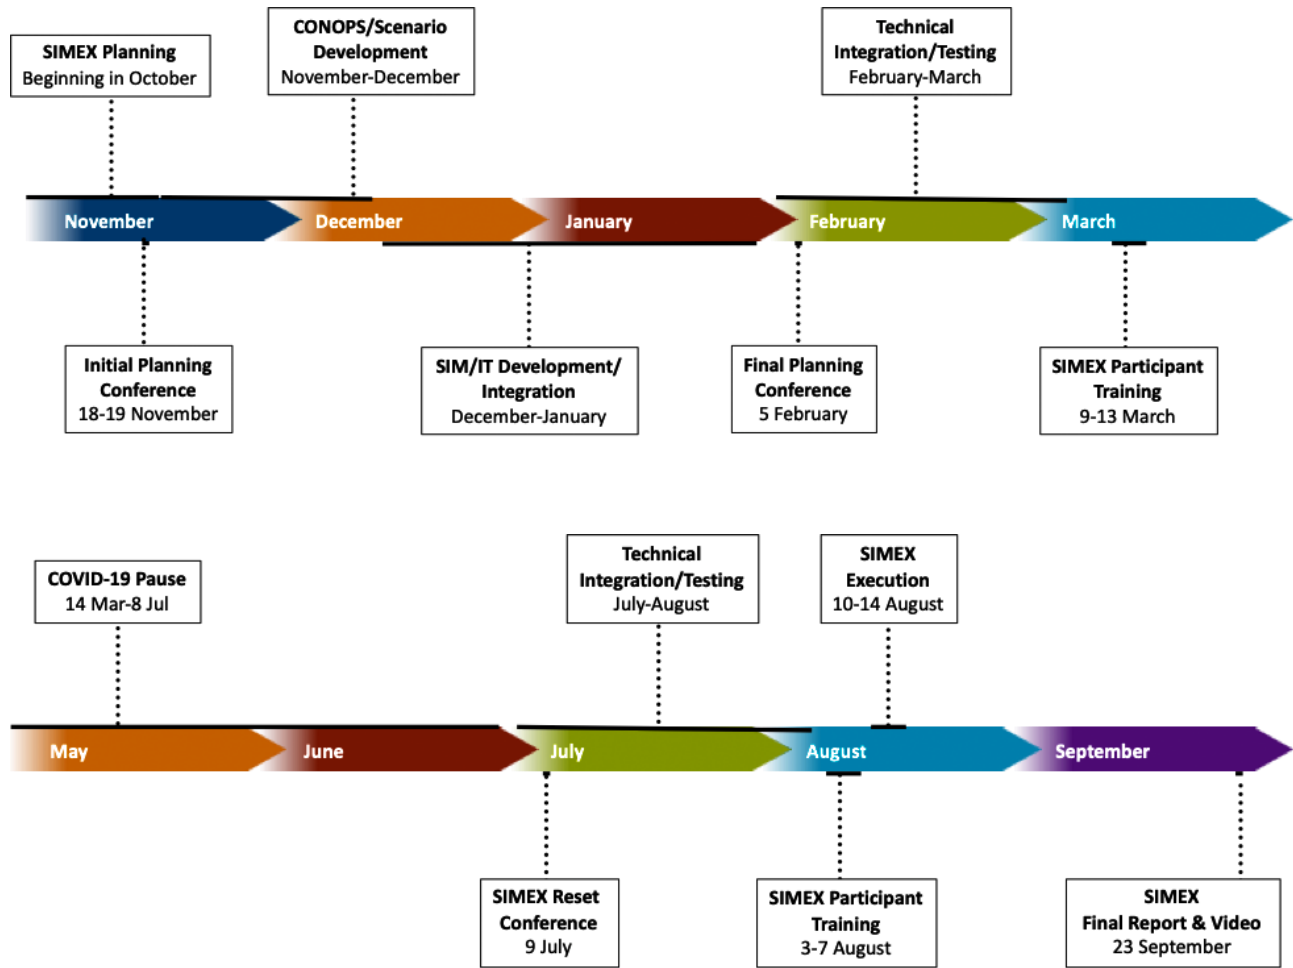 SIMEX Planning
Beginning in October
CONOPS/Scenario
Development
November-December
Technical
Integration/Testing
February-March
November
December
January
February
March
Initial Planning
Conference
18-19 November
SIM/IT Development/
Integration
December-January
Final Planning
Conference
5 February
SIMEX Participant
Training
9-13 March
COVID-19 Pause
14 Mar-8 Jul
Technical
Integration/Testing
July-August
SIMEX
Execution
10-14 August
May
June
July
August
September
SIMEX Reset
Conference
9 July
SIMEX Participant
Training
3-7 August
SIMEX
Final Report & Video
23 September